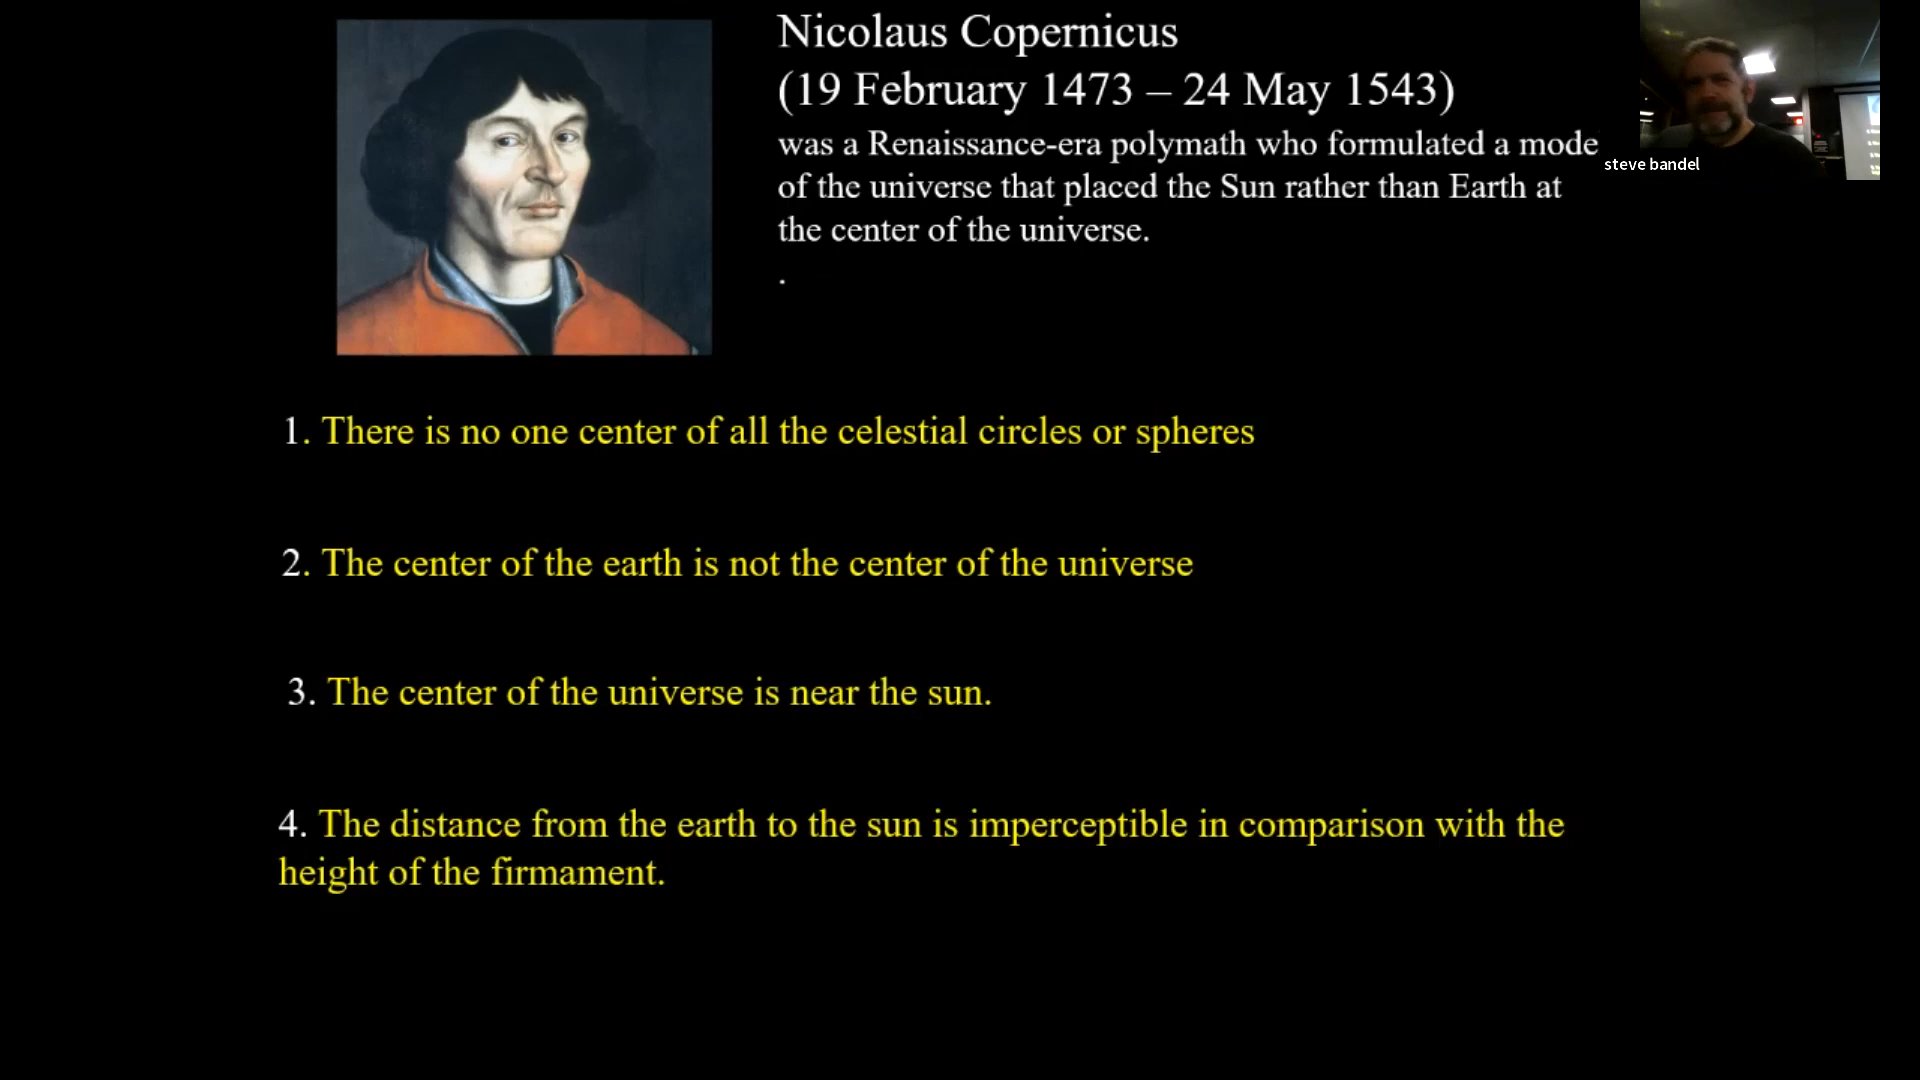 Nicolaus Copernicus
(19 February 1473 – 24 May 1543)
was a Renaissance-era polymath who formulated a mode
of the universe that placed the Sun rather than Earth at
the center of the universe.
.
steve bandel
1. There is no one center of all the celestial circles or spheres
2. The center of the earth is not the center of the universe
3. The center of the universe is near the sun.
4. The distance from the earth to the sun is imperceptible in comparison with the
height of the firmament.